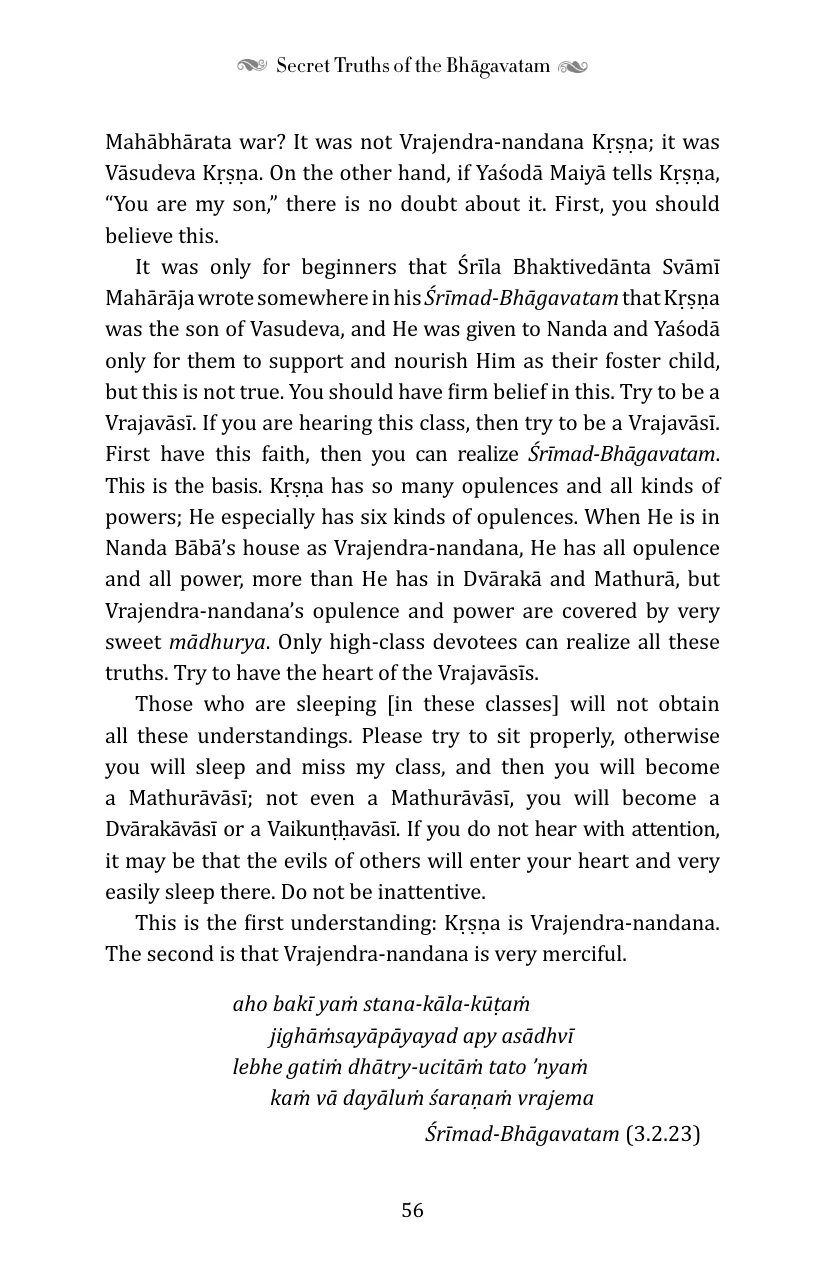 Secret Truths of the Bhāgavatam
Mahābhārata war? It was not Vrajendra-nandana Kṛṣṇa; it was
Vāsudeva Kṛṣṇa. On the other hand, if Yaśodā Maiyā tells Kṛṣṇa,
“You are my son,” there is no doubt about it. First, you should
believe this.
It was only for beginners that Śrīla Bhaktivedānta Svāmī
Mahārāja wrote somewhere in his Śrīmad-Bhāgavatam that Kṛṣṇa
was the son of Vasudeva, and He was given to Nanda and Yaśodā
only for them to support and nourish Him as their foster child,
but this is not true. You should have firm belief in this. Try to be a
Vrajavāsī. If you are hearing this class, then try to be a Vrajavāsī.
First have this faith, then you can realize Śrīmad-Bhāgavatam.
This is the basis. Kṛṣṇa has so many opulences and all kinds of
powers; He especially has six kinds of opulences. When He is in
Nanda Bābā’s house as Vrajendra-nandana, He has all opulence
and all power, more than He has in Dvārakā and Mathurā, but
Vrajendra-nandana’s opulence and power are covered by very
sweet mādhurya. Only high-class devotees can realize all these
truths. Try to have the heart of the Vrajavāsīs.
Those who are sleeping [in these classes] will not obtain
all these understandings. Please try to sit properly, otherwise
you will sleep and miss my class, and then you will become
a Mathurāvāsī; not even a Mathurāvāsī, you will become a
Dvārakāvāsī or a Vaikunṭḥavāsī. If you do not hear with attention,
it may be that the evils of others will enter your heart and very
easily sleep there. Do not be inattentive.
This is the first understanding: Kṛṣṇa is Vrajendra-nandana.
The second is that Vrajendra-nandana is very merciful.
aho bakī yaṁ stana-kāla-kūṭaṁ
jighāṁsayāpāyayad apy asādhvī
lebhe gatiṁ dhātry-ucitāṁ tato ’nyaṁ
kaṁ vā dayāluṁ śaraṇaṁ vrajema
Śrīmad-Bhāgavatam (3.2.23)
56